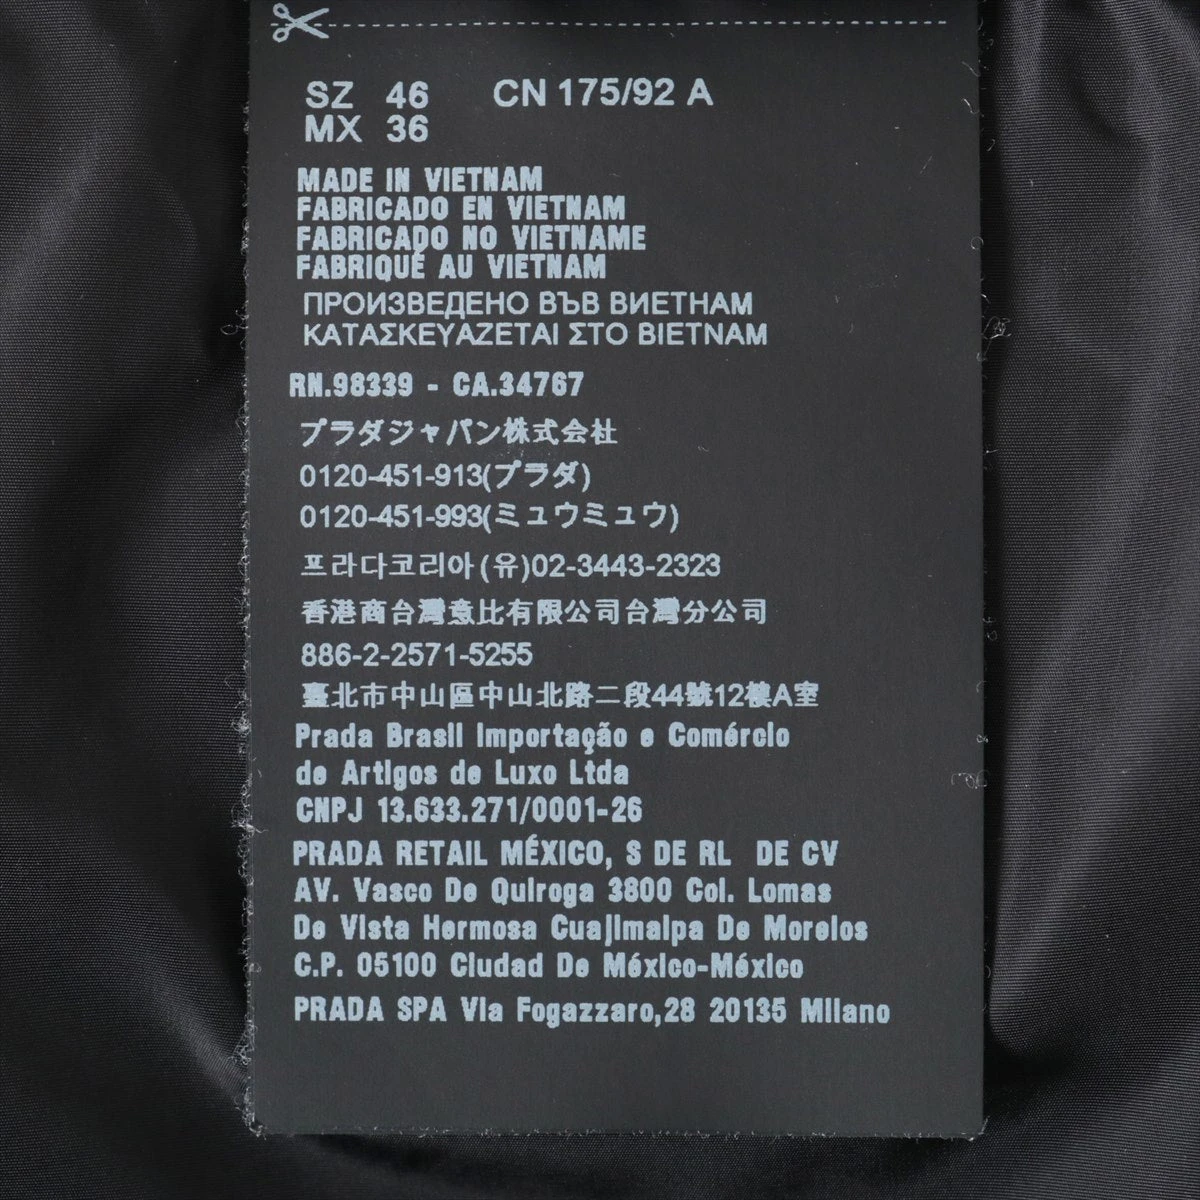 SZ 46 CN 175/92 A
MX 36
MADE IN VIETNAM
FABRICADO EN VIETNAM
FABRICADO NO VIETNAME
FABRIQUÉ AU VIETNAM
ПРОИЗВЕДЕНО ВЪВ ВИЕТНАМ
ΚΑΤΑΣΚΕΥΑΖΕΤΑΙ ΣΤΟ ΒΙΕΤΝΑΜ
RN.98339 - CA.34767
プラダジャパン株式会社
0120-451-913(プラダ)
0120-451-993(ミュウミュウ)
프라다코리아(유)02-3443-2323
香港商台灣意比有限公司台灣分公司
886-2-2571-5255
臺北市中山區中山北路二段44號12樓A室
Prada Brasil Importação e Comércio
de Artigos de Luxo Ltda
CNPJ 13.633.271/0001-26
PRADA RETAIL MÉXICO, S DE RL DE CV
AV. Vasco De Quiroga 3800 Col. Lomas
De Vista Hermosa Cuajimalpa De Morelos
C.P. 05100 Ciudad De México-México
PRADA SPA Via Fogazzaro,28 20135 Milano